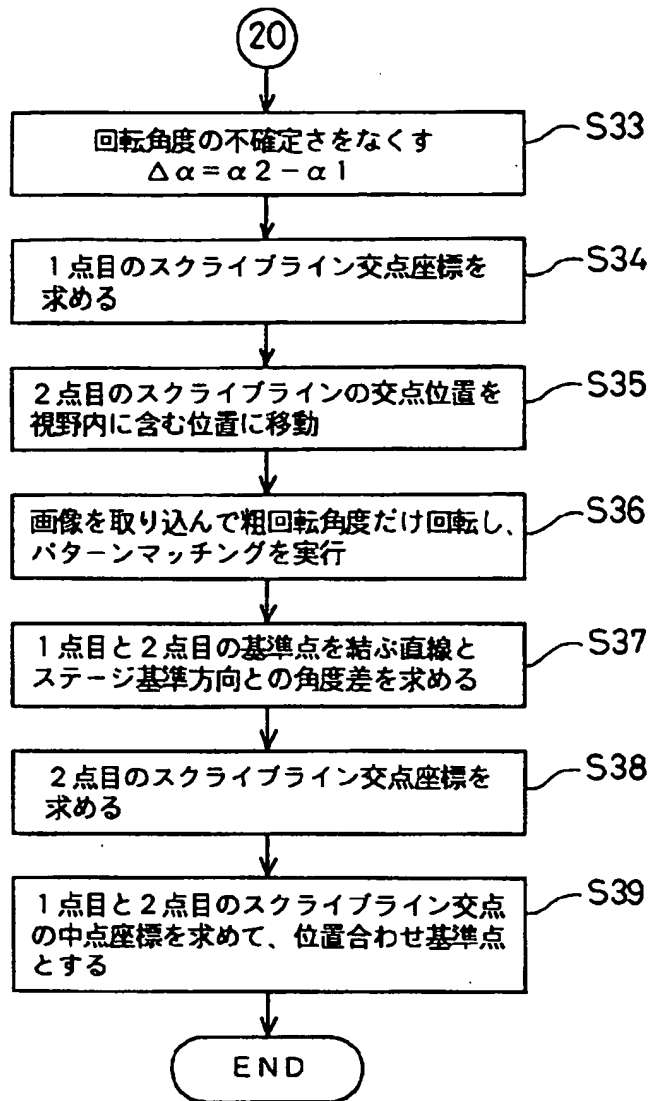 20
回転角度の不確定さをなくす
Δα=α2-α1
S33
1点目のスクライブライン交点座標を
求める
S34
2点目のスクライブラインの交点位置を
視野内に含む位置に移動
S35
画像を取り込んで粗回転角度だけ回転し、
パターンマッチングを実行
S36
1点目と2点目の基準点を結ぶ直線と
ステージ基準方向との角度差を求める
S37
2点目のスクライブライン交点座標を
求める
S38
1点目と2点目のスクライブライン交点
の中点座標を求めて、位置合わせ基準点
とする
S39
END